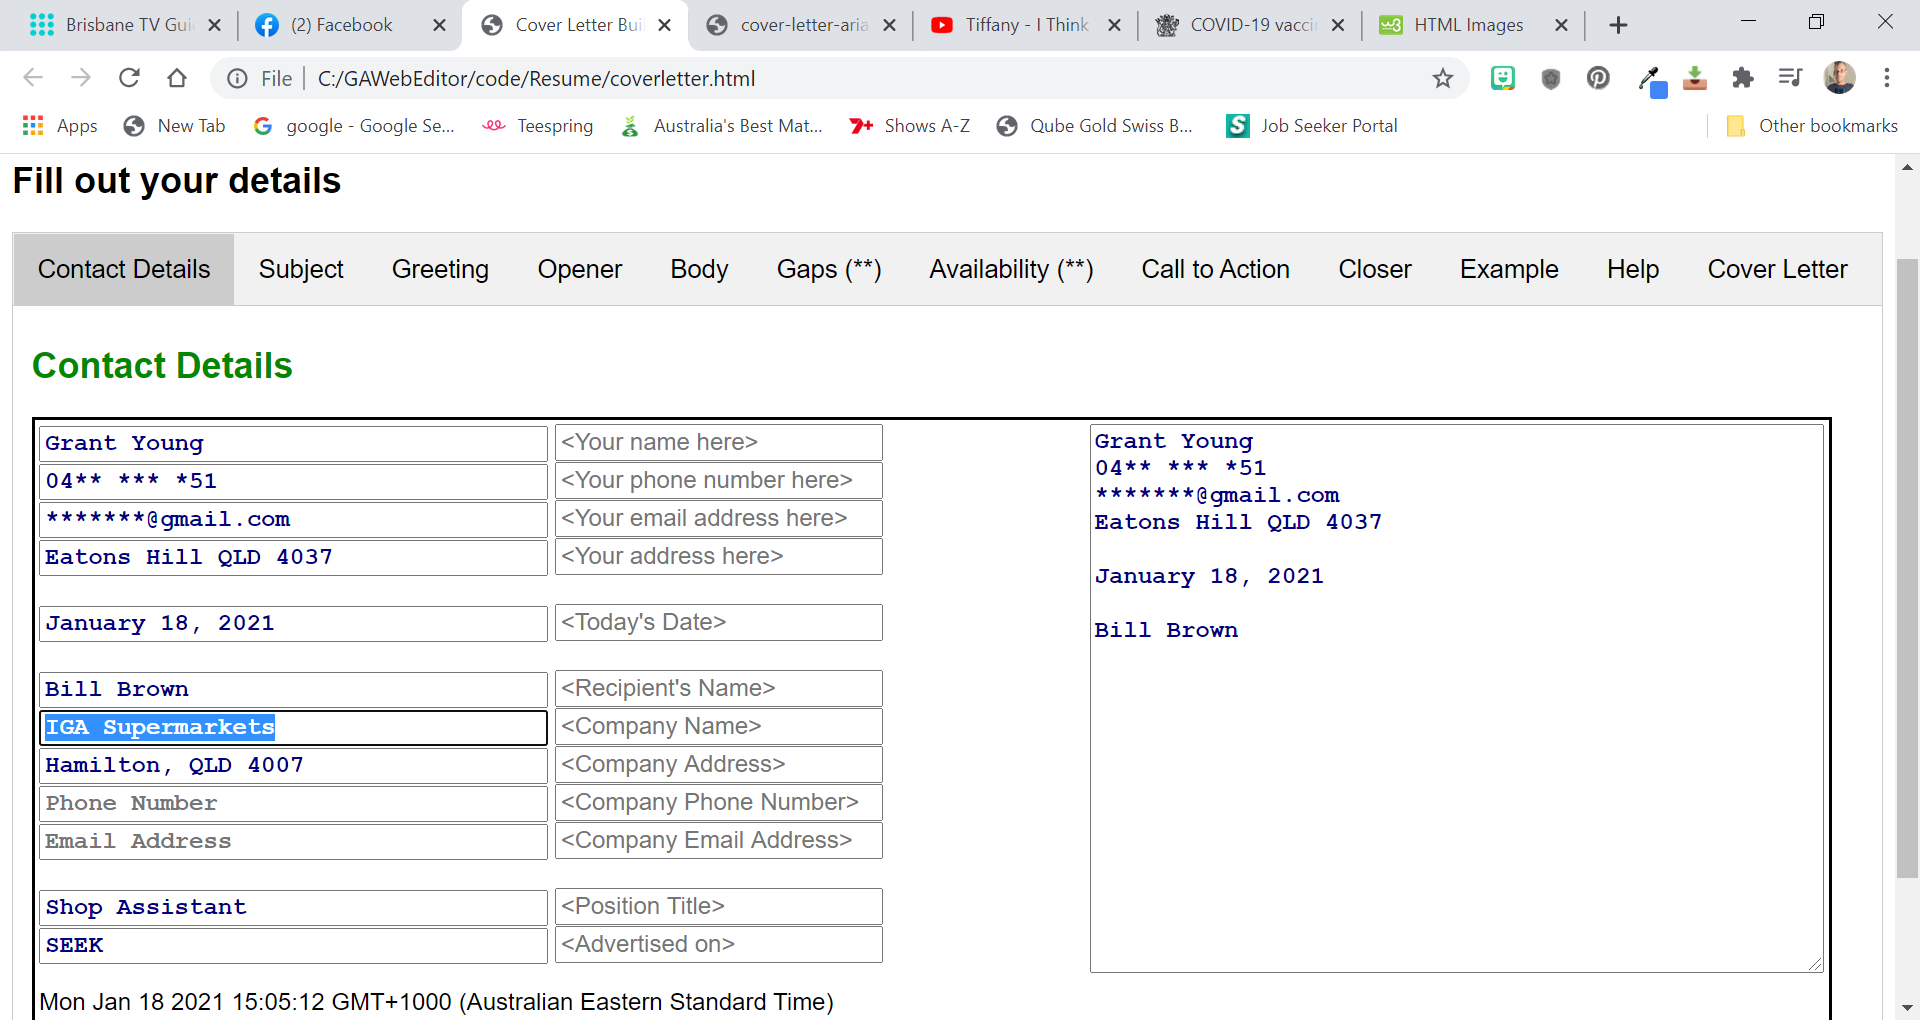 Brisbane TV Gui
(2) Facebook
Cover Letter Bui
cover-letter-aria
Tiffany - I Think
COVID-19 vacci
HTML Images
File
C:/GAWebEditor/code/Resume/coverletter.html
Apps
New Tab
google - Google Se...
Teespring
Australia's Best Mat...
Shows A-Z
Qube Gold Swiss B...
Job Seeker Portal
Other bookmarks
Fill out your details
Contact Details
Subject
Greeting
Opener
Body
Gaps (**)
Availability (**)
Call to Action
Closer
Example
Help
Cover Letter
Contact Details
Grant Young
<Your name here>
04** *** *51
<Your phone number here>
*******@gmail.com
<Your email address here>
Eatons Hill QLD 4037
<Your address here>
January 18, 2021
<Today's Date>
Bill Brown
<Recipient's Name>
IGA Supermarkets
<Company Name>
Hamilton, QLD 4007
<Company Address>
Phone Number
<Company Phone Number>
Email Address
<Company Email Address>
Shop Assistant
<Position Title>
SEEK
<Advertised on>
Grant Young
04** *** *51
*******@gmail.com
Eatons Hill QLD 4037
January 18, 2021
Bill Brown
Mon Jan 18 2021 15:05:12 GMT+1000 (Australian Eastern Standard Time)